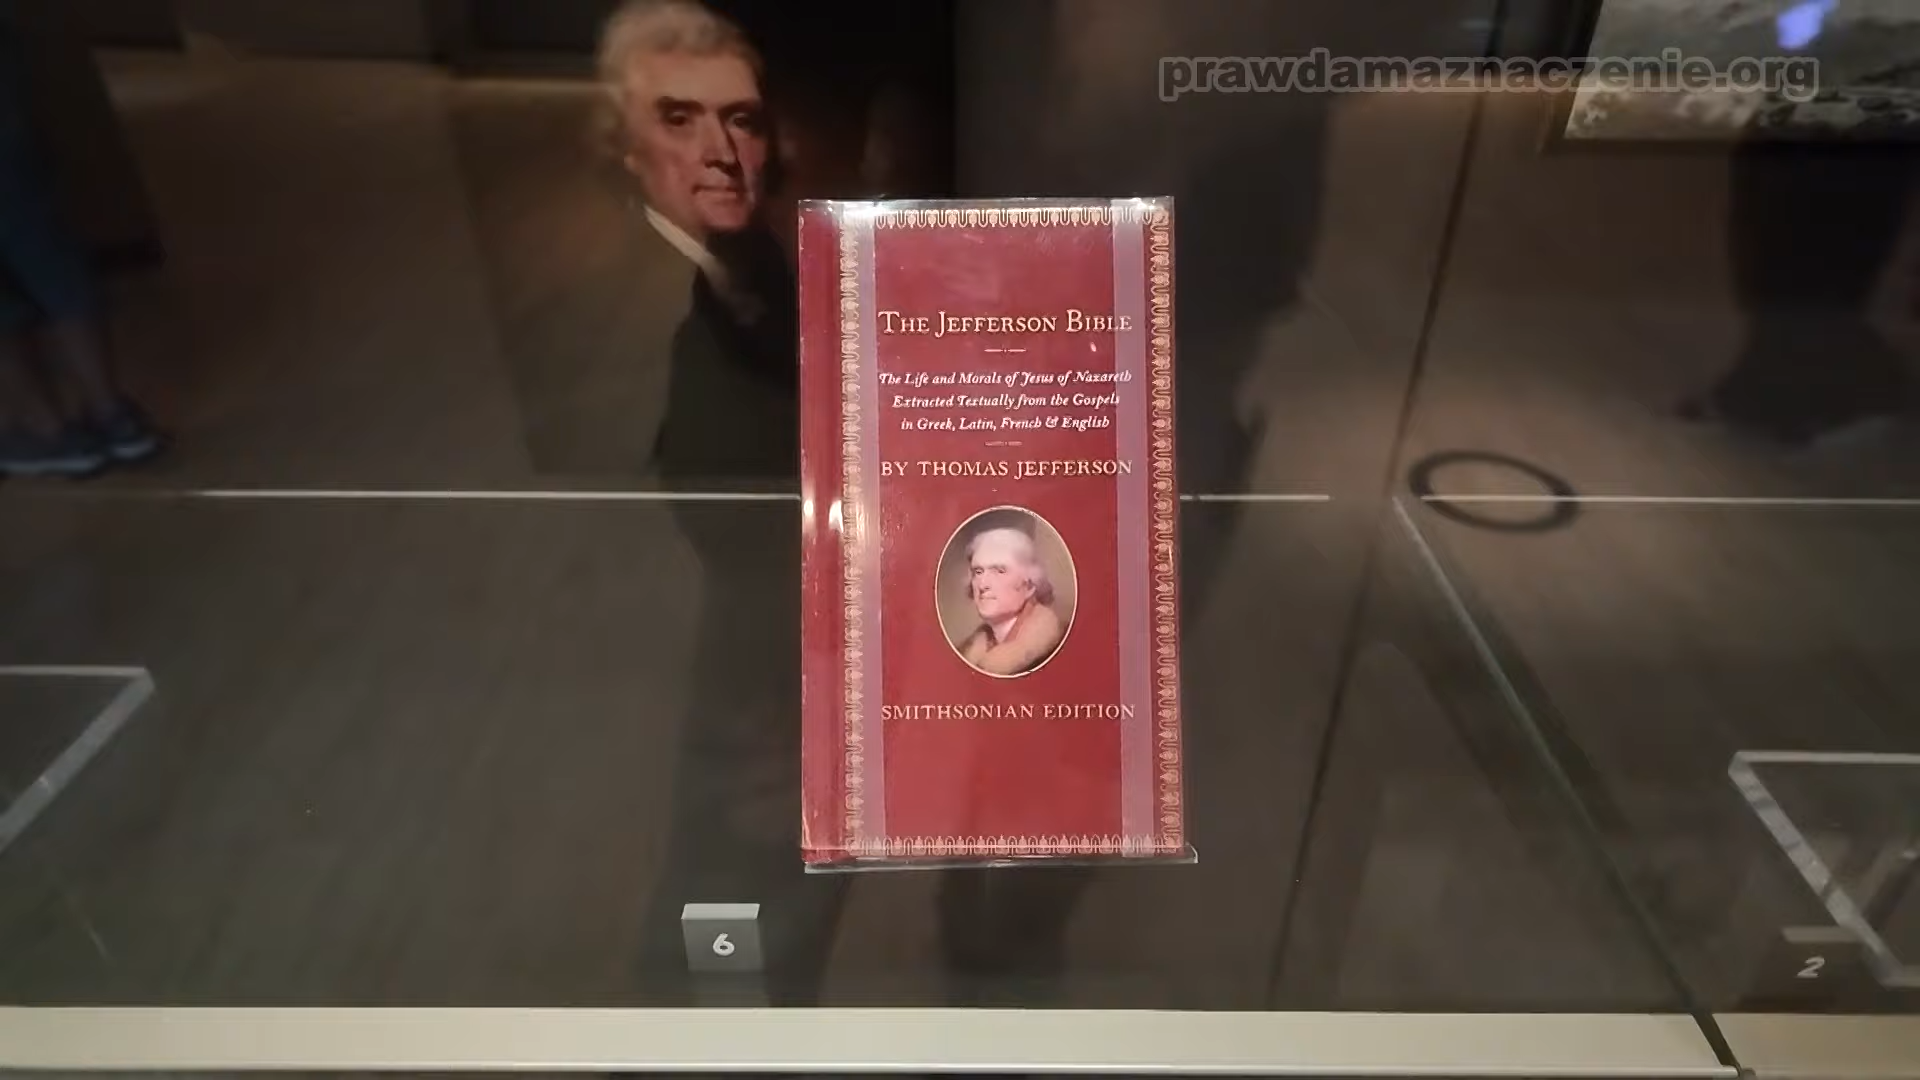 prawdamaznaczenie.org
THE JEFFERSON BIBLE
The Life and Morals of Jesus of Nazareth
Extracted Textually from the Gospels
in Greek, Latin, French & English
BY THOMAS JEFFERSON
SMITHSONIAN EDITION
6
2